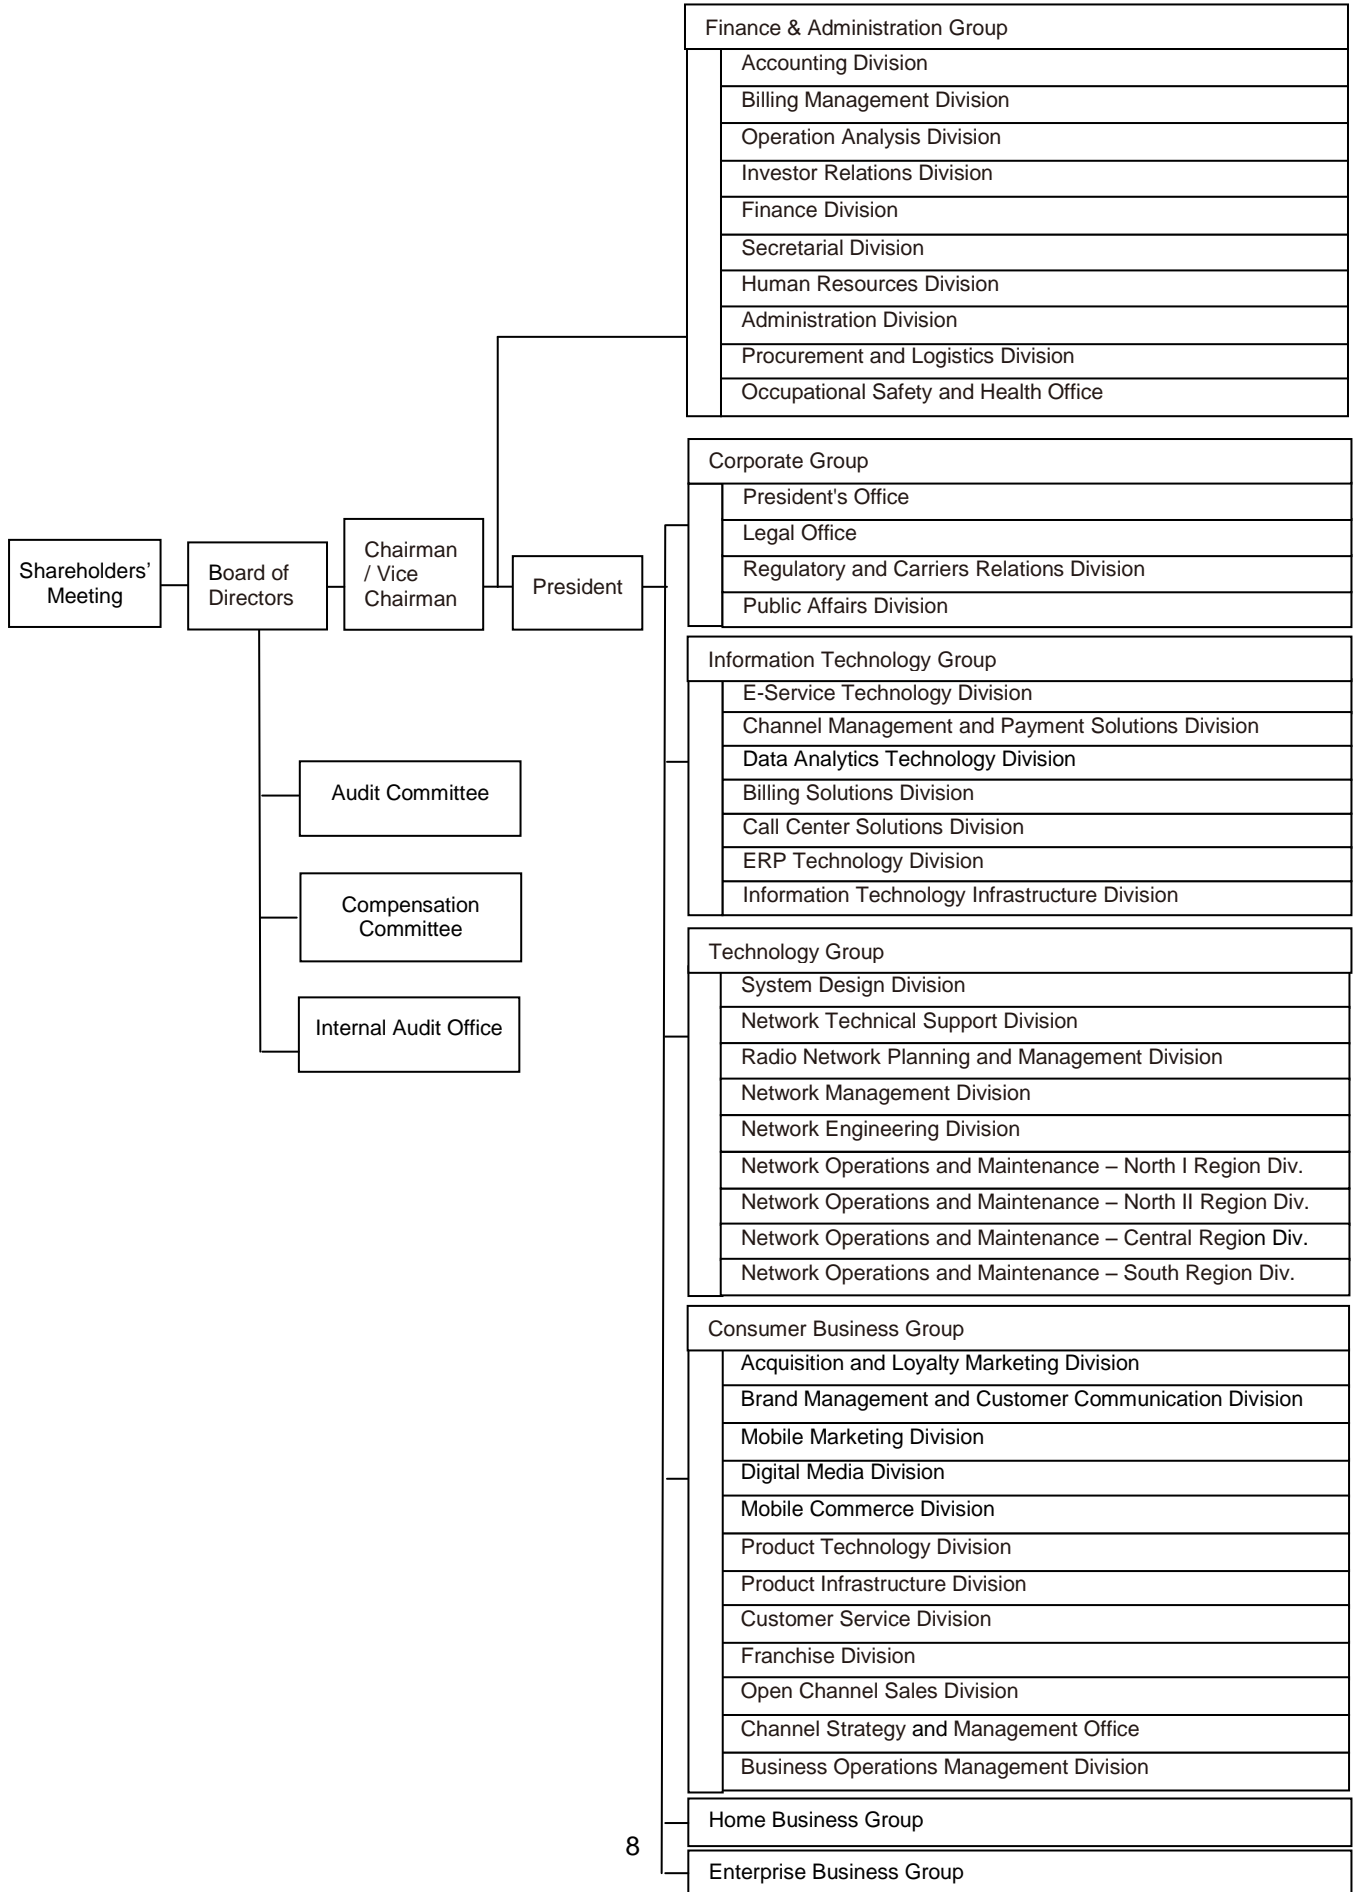 Finance & Administration Group
Accounting Division
Billing Management Division
Operation Analysis Division
Investor Relations Division
Finance Division
Secretarial Division
Human Resources Division
Administration Division
Procurement and Logistics Division
Occupational Safety and Health Office
Shareholders’
Meeting
Board of
Directors
Chairman
/ Vice
Chairman
President
Audit Committee
Compensation
Committee
Internal Audit Office
Corporate Group
President's Office
Legal Office
Regulatory and Carriers Relations Division
Public Affairs Division
Information Technology Group
E-Service Technology Division
Channel Management and Payment Solutions Division
Data Analytics Technology Division
Billing Solutions Division
Call Center Solutions Division
ERP Technology Division
Information Technology Infrastructure Division
Technology Group
System Design Division
Network Technical Support Division
Radio Network Planning and Management Division
Network Management Division
Network Engineering Division
Network Operations and Maintenance – North I Region Div.
Network Operations and Maintenance – North II Region Div.
Network Operations and Maintenance – Central Region Div.
Network Operations and Maintenance – South Region Div.
Consumer Business Group
Acquisition and Loyalty Marketing Division
Brand Management and Customer Communication Division
Mobile Marketing Division
Digital Media Division
Mobile Commerce Division
Product Technology Division
Product Infrastructure Division
Customer Service Division
Franchise Division
Open Channel Sales Division
Channel Strategy and Management Office
Business Operations Management Division
Home Business Group
Enterprise Business Group
8